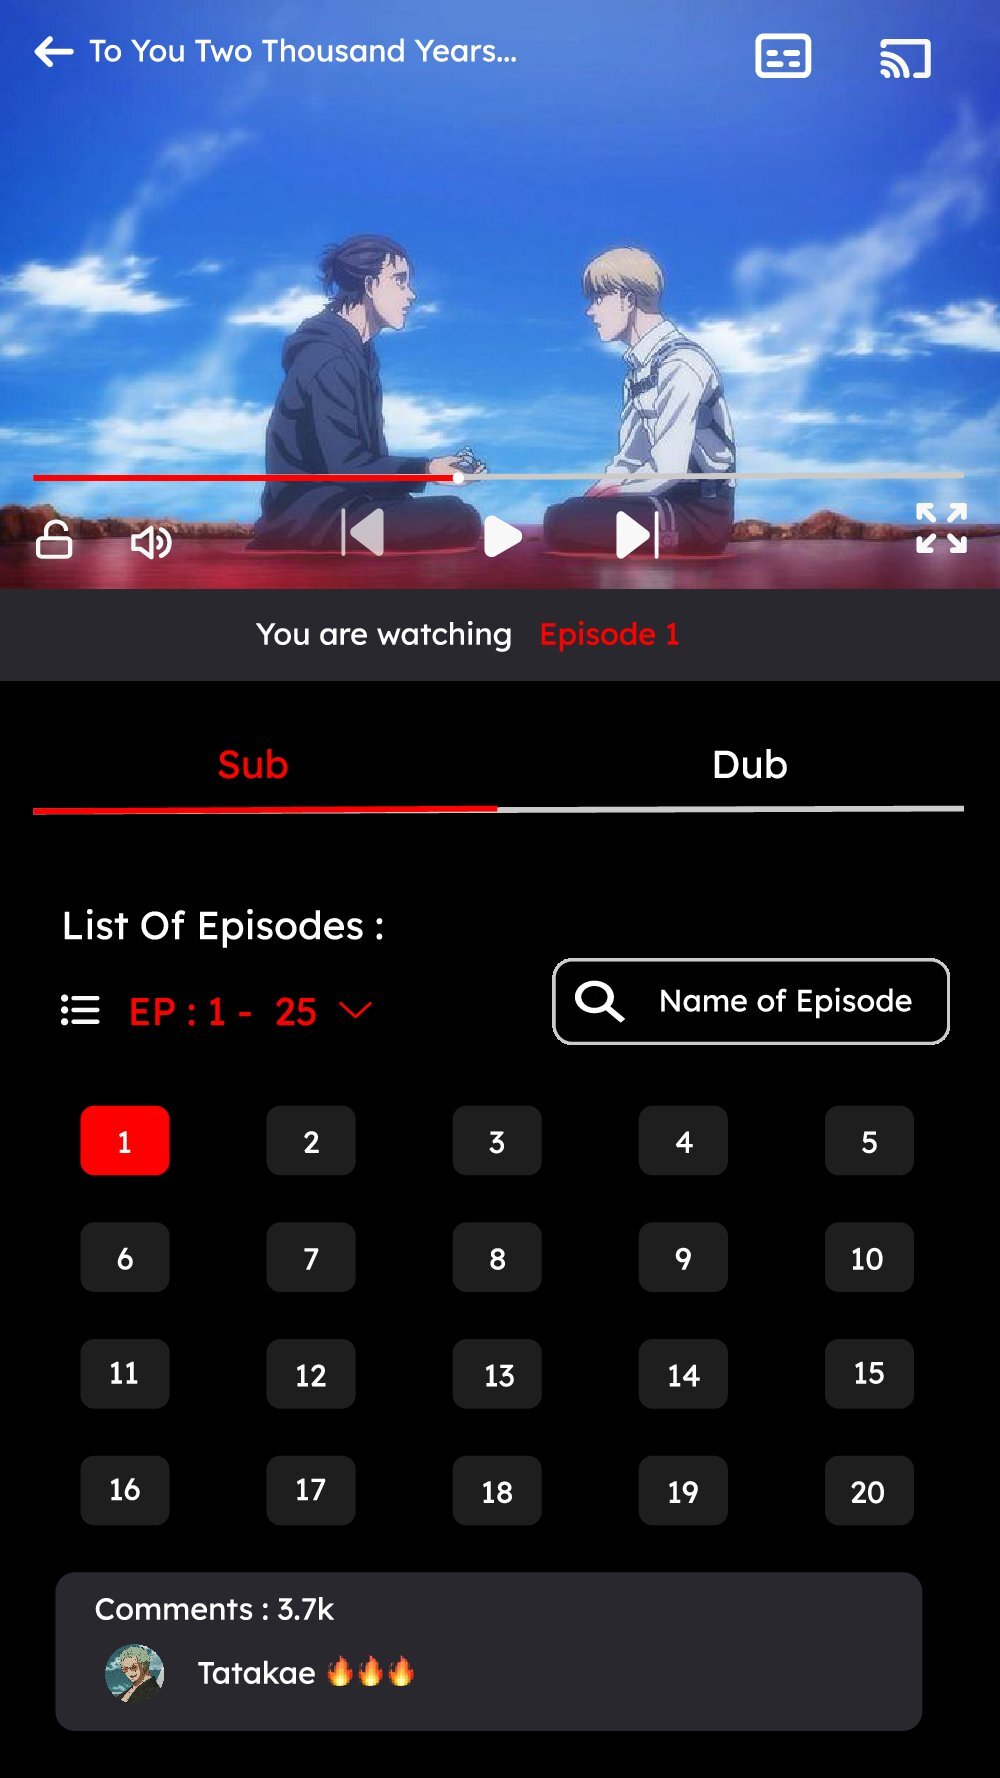 To You Two Thousand Years...
You are watching Episode 1
Sub Dub
List Of Episodes :
EP : 1 - 25
Name of Episode
1 2 3 4 5
6 7 8 9 10
11 12 13 14 15
16 17 18 19 20
Comments : 3.7k
Tatakae 🔥🔥🔥